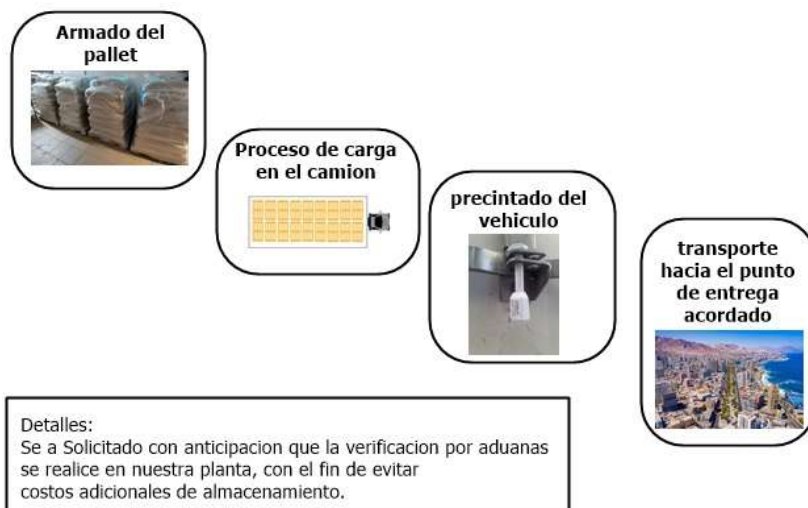 Armado del
pallet
Proceso de carga
en el camion
precintado del
vehiculo
transporte
hacia el punto
de entrega
acordado
Detalles:
Se a Solicitado con anticipacion que la verificacion por aduanas
se realice en nuestra planta, con el fin de evitar
costos adicionales de almacenamiento.